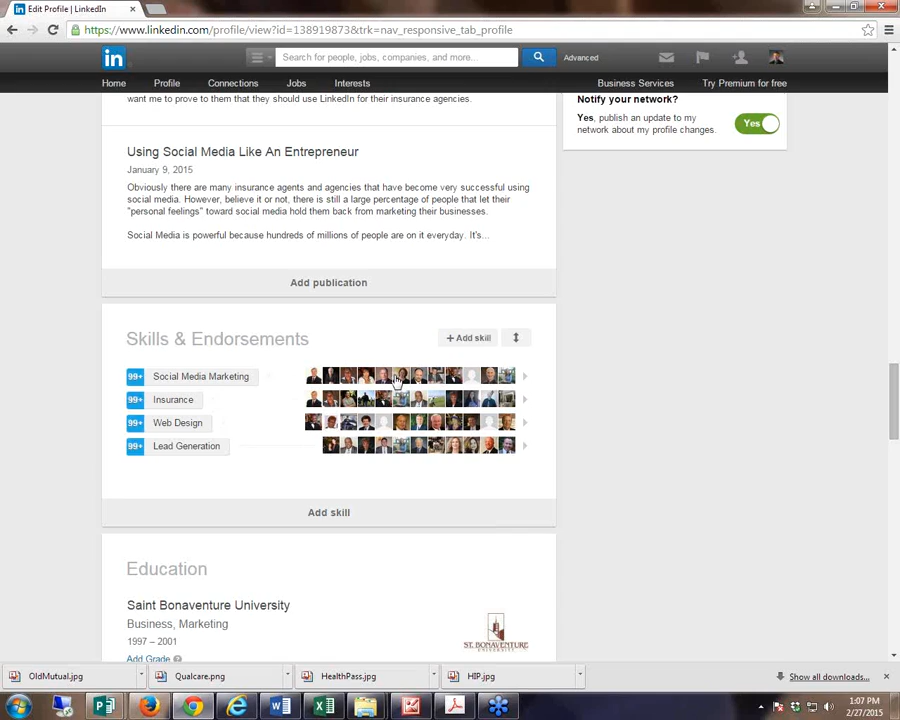 Edit Profile | LinkedIn
https://www.linkedin.com/profile/view?id=138919873&trk=nav_responsive_tab_profile
in
Search for people, jobs, companies, and more...
Advanced
Home Profile Connections Jobs Interests
Business Services Try Premium for free
want me to prove to them that they should use LinkedIn for their insurance agencies.
Using Social Media Like An Entrepreneur
January 9, 2015
Obviously there are many insurance agents and agencies that have become very successful using
social media. However, believe it or not, there is still a large percentage of people that let their
"personal feelings" toward social media hold them back from marketing their businesses.
Social Media is powerful because hundreds of millions of people are on it everyday. It's...
Add publication
Notify your network?
Yes, publish an update to my
network about my profile changes.
Yes
Skills & Endorsements
+ Add skill
99+ Social Media Marketing
99+ Insurance
99+ Web Design
99+ Lead Generation
Add skill
Education
Saint Bonaventure University
Business, Marketing
1997 – 2001
Add Grade ?
ST. BONAVENTURE
UNIVERSITY
OldMutual.jpg
Qualcare.png
HealthPass.jpg
HIP.jpg
Show all downloads...
1:07 PM
2/27/2015